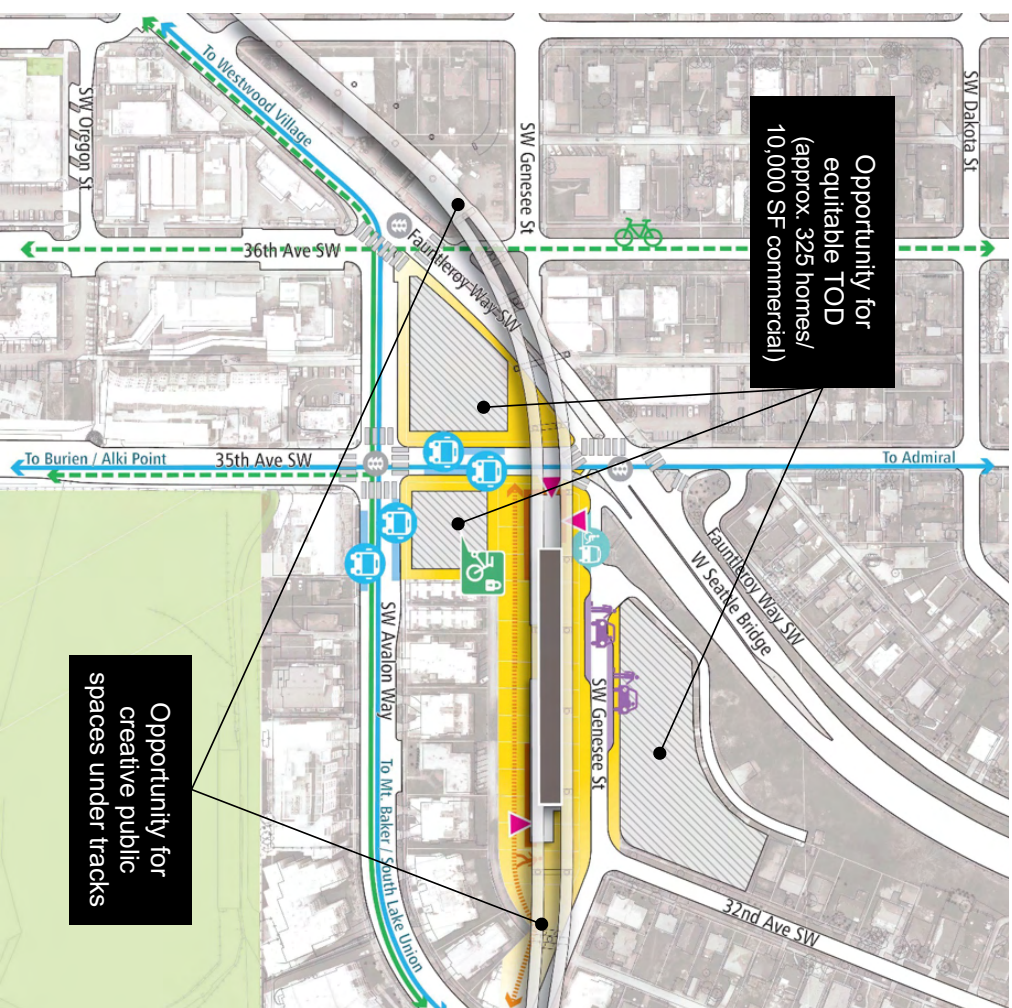 Opportunity for
equitable TOD
(approx. 325 homes/
10,000 SF commercial)
SW Dakota St
SW Genesee St
SW Oregon St
To Westwood Village
36th Ave SW
Fauntleroy Way SW
To Burien / Alki Point
35th Ave SW
To Admiral
Fauntleroy Way SW
W Seattle Bridge
SW Avalon Way
SW Genesee St
To Mt. Baker / South Lake Union
32nd Ave SW
Opportunity for
creative public
spaces under tracks